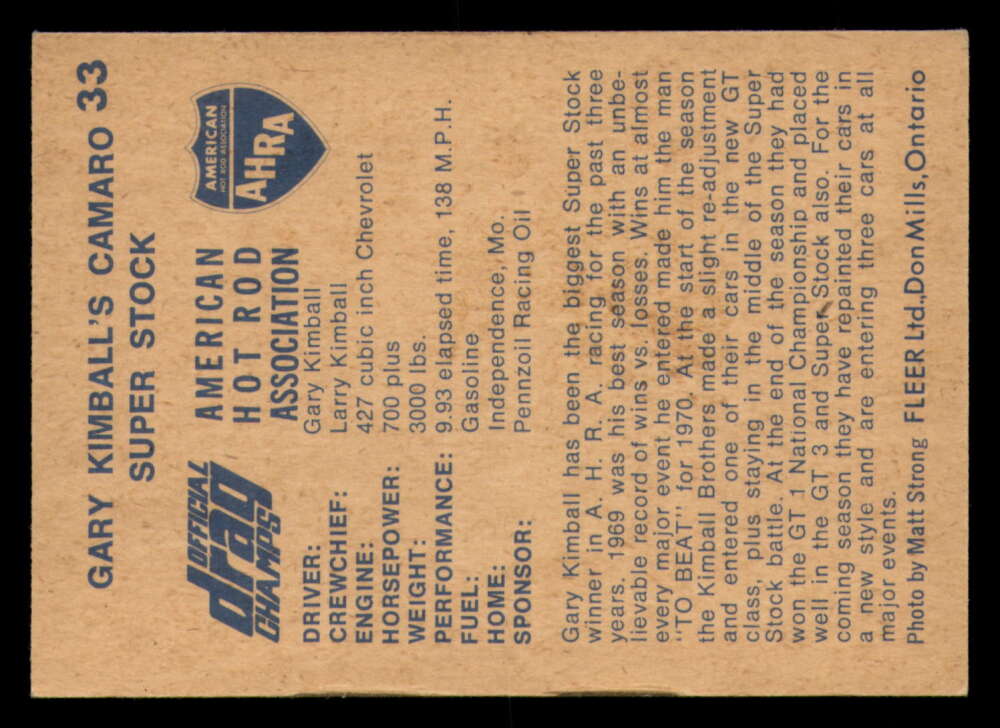 GARY KIMBALL'S CAMARO 33
SUPER STOCK
OFFICIAL
drag
CHAMPS
AMERICAN
HOT ROD
ASSOCIATION
AMERICAN
HOT ROD ASSOCIATION
AHRA
DRIVER: Gary Kimball
CREWCHIEF: Larry Kimball
ENGINE: 427 cubic inch Chevrolet
HORSEPOWER: 700 plus
WEIGHT: 3000 lbs.
PERFORMANCE: 9.93 elapsed time, 138 M.P.H.
FUEL: Gasoline
HOME: Independence, Mo.
SPONSOR: Pennzoil Racing Oil
Gary Kimball has been the biggest Super Stock
winner in A. H. R. A. racing for the past three
years. 1969 was his best season with an unbe-
lievable record of wins vs. losses. Wins at almost
every major event he entered made him the man
"TO BEAT" for 1970. At the start of the season
the Kimball Brothers made a slight re-adjustment
and entered one of their cars in the new GT
class, plus staying in the middle of the Super
Stock battle. At the end of the season they had
won the GT 1 National Championship and placed
well in the GT 3 and Super Stock also. For the
coming season they have repainted their cars in
a new style and are entering three cars at all
major events.
Photo by Matt Strong FLEER Ltd., Don Mills, Ontario